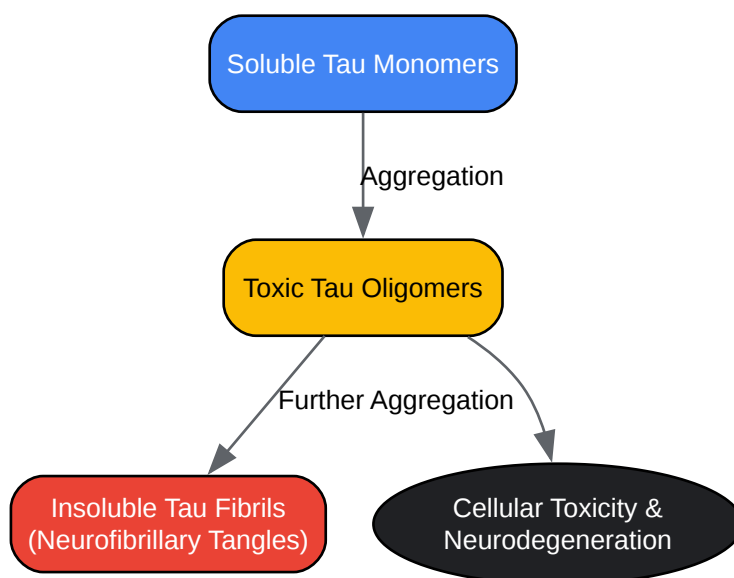 Soluble Tau Monomers
Aggregation
Toxic Tau Oligomers
Further Aggregation
Insoluble Tau Fibrils
(Neurofibrillary Tangles)
Cellular Toxicity &
Neurodegeneration